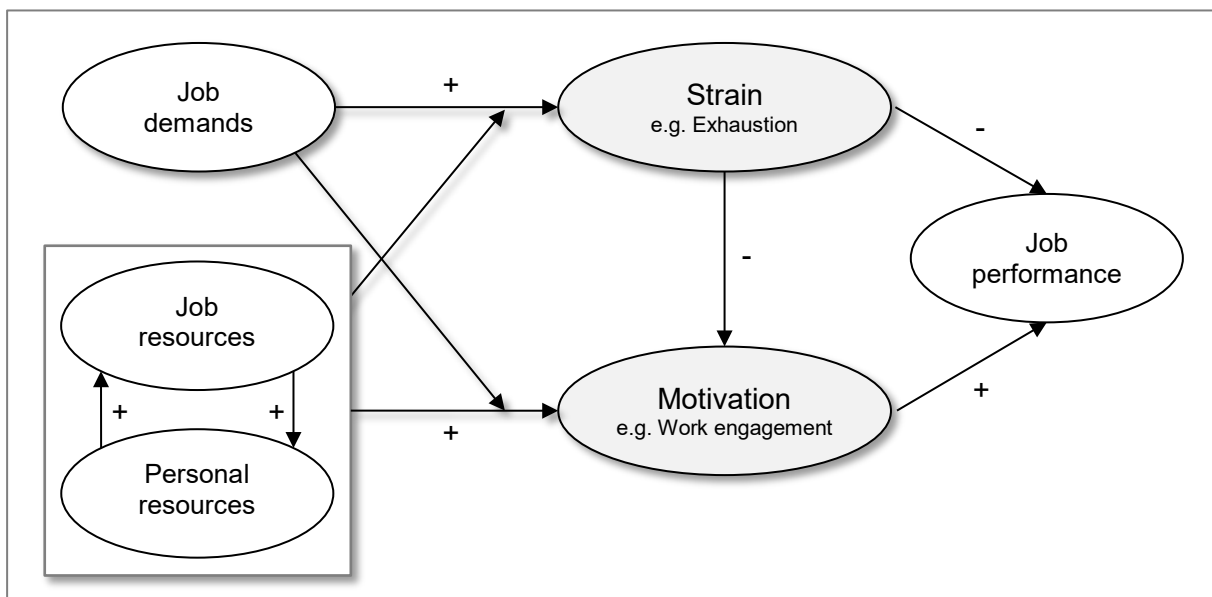 Job
demands
+
Strain
e.g. Exhaustion
-
Job
performance
-
Job
resources
+ +
Personal
resources
+
Motivation
e.g. Work engagement
+